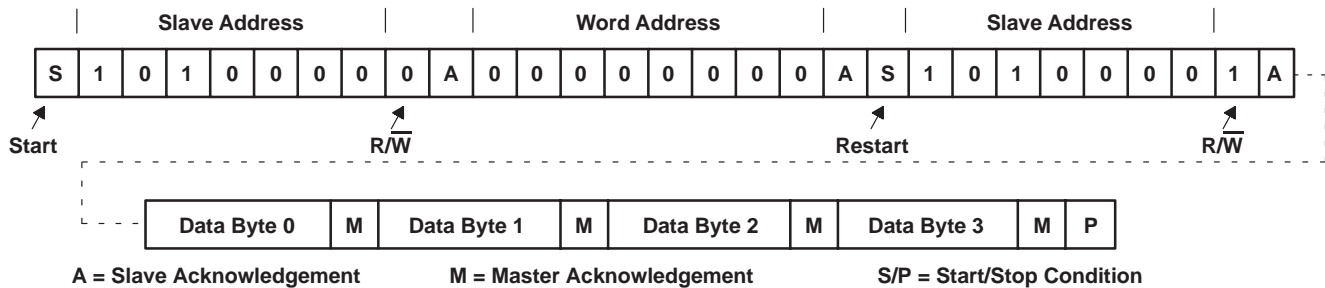 Slave Address Word Address Slave Address
S 1 0 1 0 0 0 0 0 A 0 0 0 0 0 0 0 0 A S 1 0 1 0 0 0 0 1 A
Start R/W̅ Restart R/W̅
Data Byte 0 M Data Byte 1 M Data Byte 2 M Data Byte 3 M P
A = Slave Acknowledgement M = Master Acknowledgement S/P = Start/Stop Condition